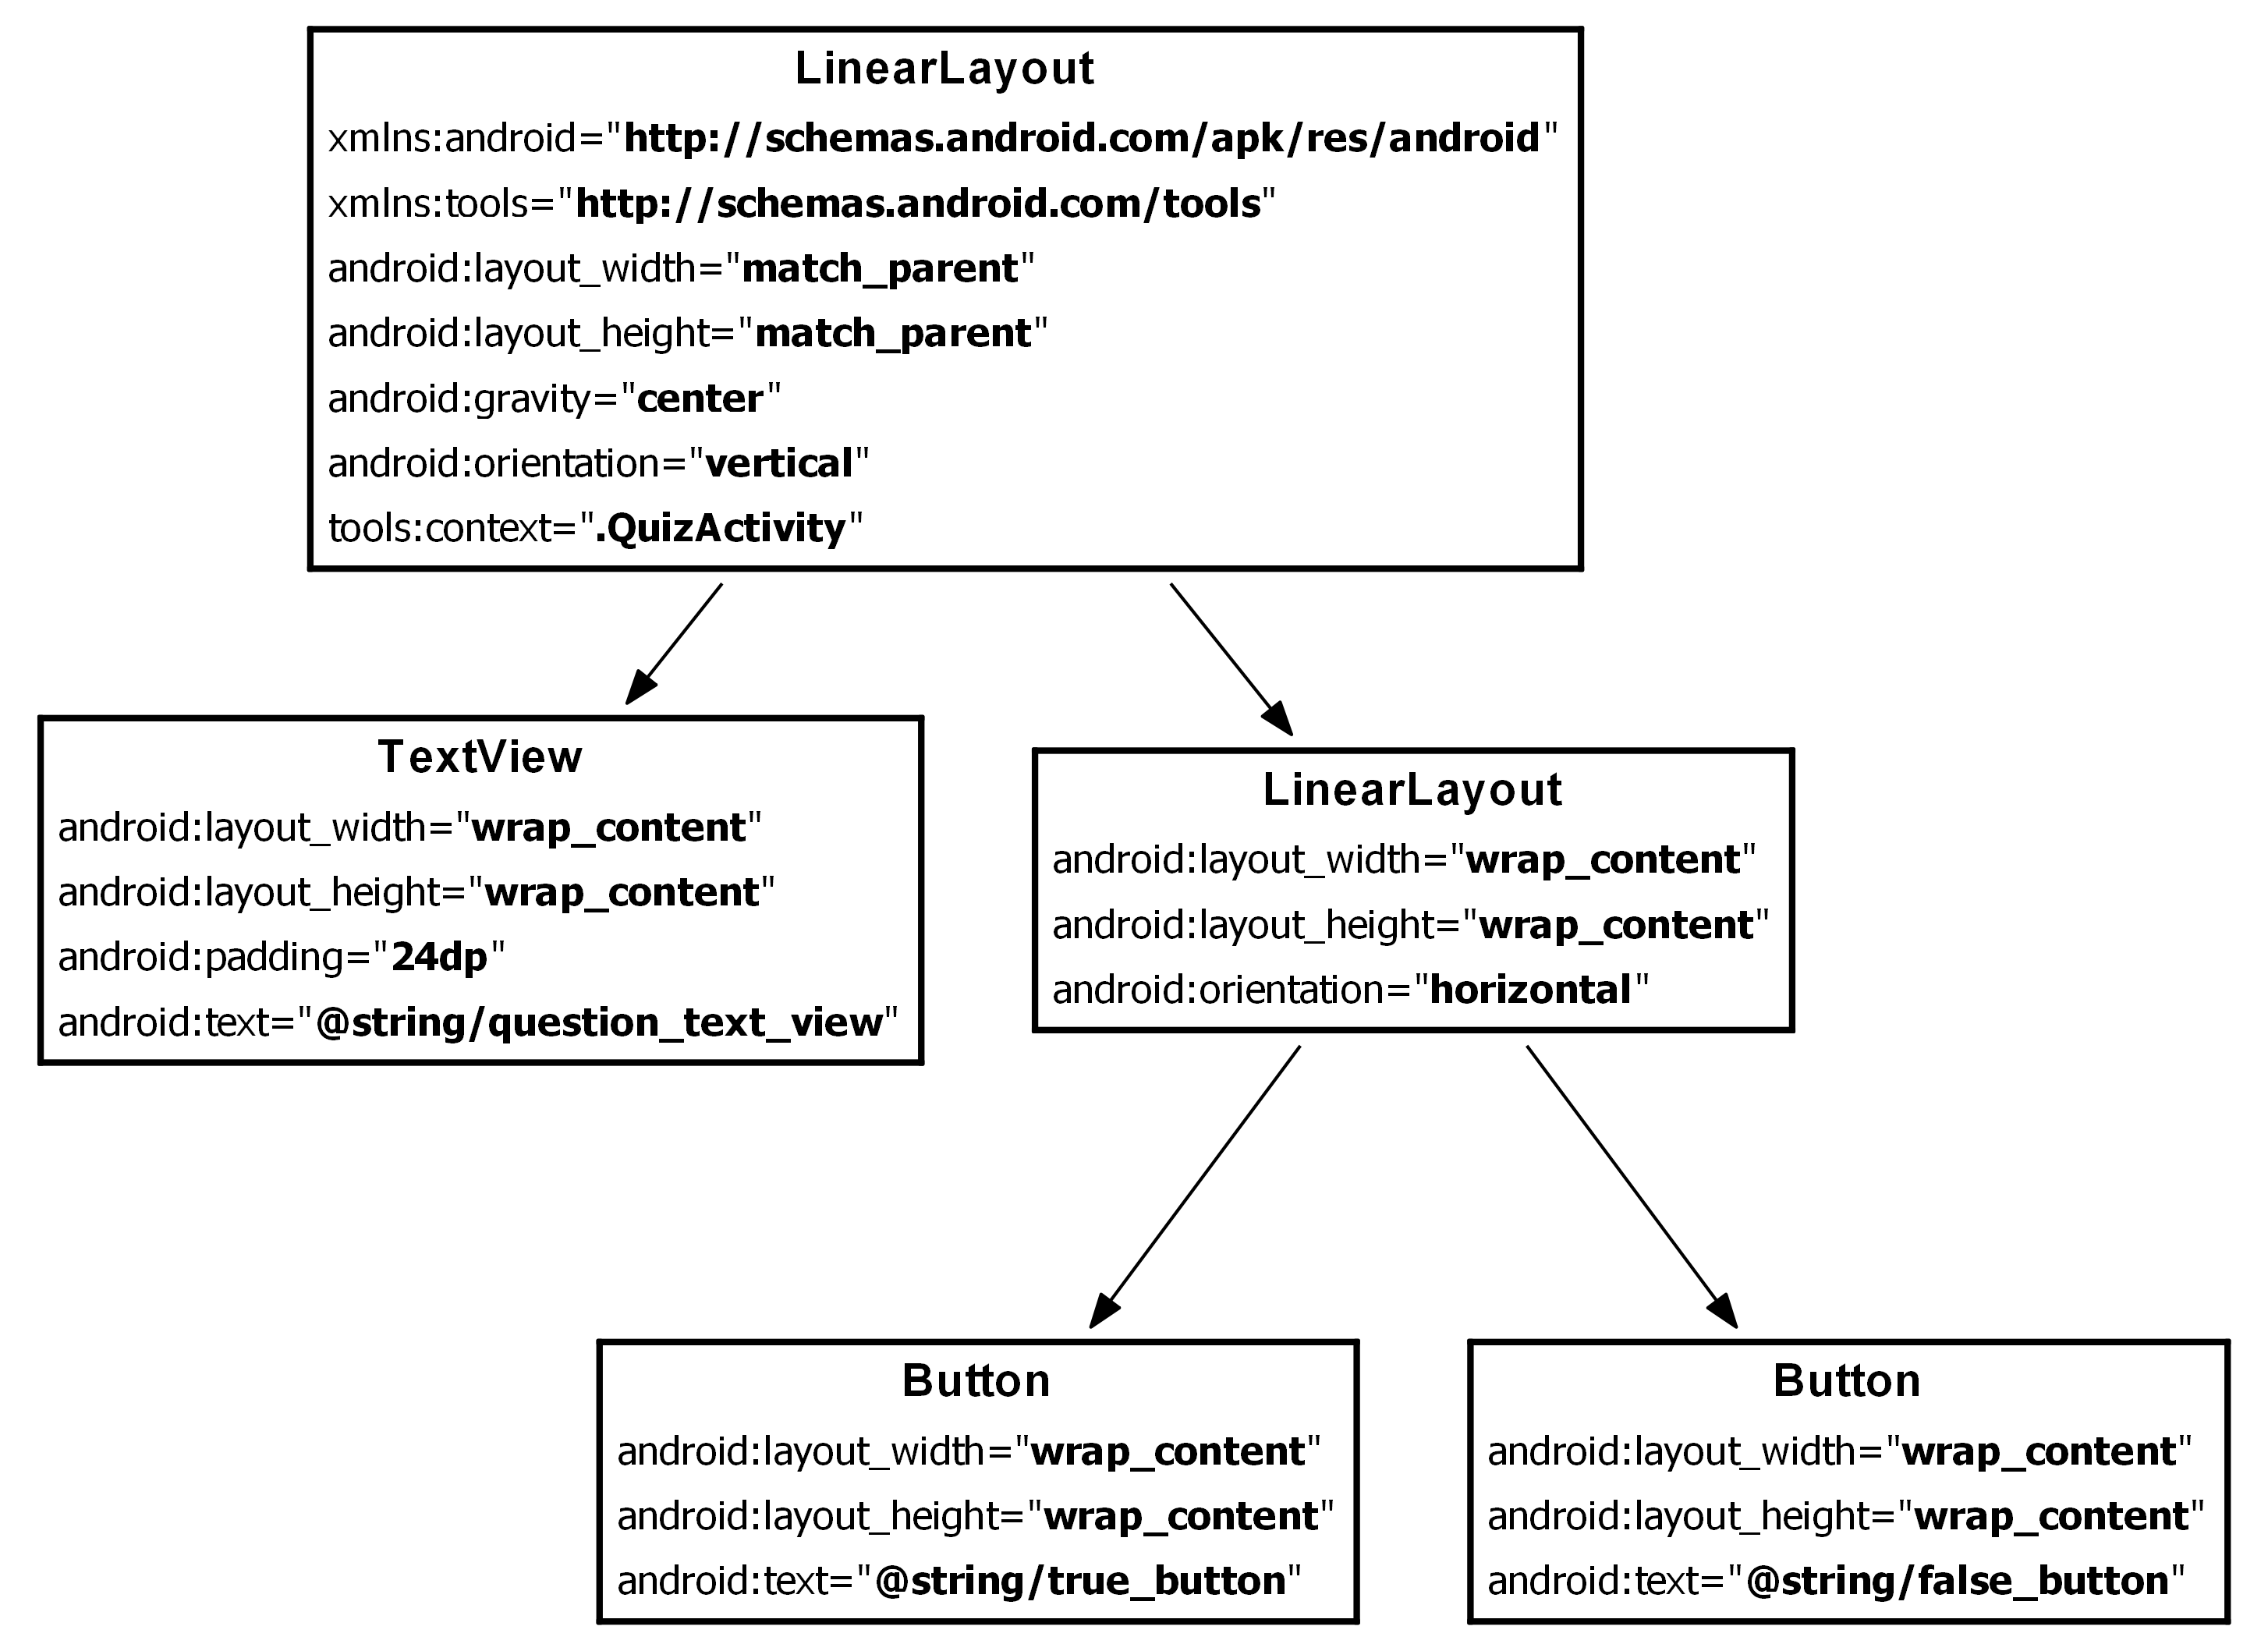 LinearLayout
xmlns:android="http://schemas.android.com/apk/res/android"
xmlns:tools="http://schemas.android.com/tools"
android:layout_width="match_parent"
android:layout_height="match_parent"
android:gravity="center"
android:orientation="vertical"
tools:context=".QuizActivity"
TextView
android:layout_width="wrap_content"
android:layout_height="wrap_content"
android:padding="24dp"
android:text="@string/question_text_view"
LinearLayout
android:layout_width="wrap_content"
android:layout_height="wrap_content"
android:orientation="horizontal"
Button
android:layout_width="wrap_content"
android:layout_height="wrap_content"
android:text="@string/true_button"
Button
android:layout_width="wrap_content"
android:layout_height="wrap_content"
android:text="@string/false_button"